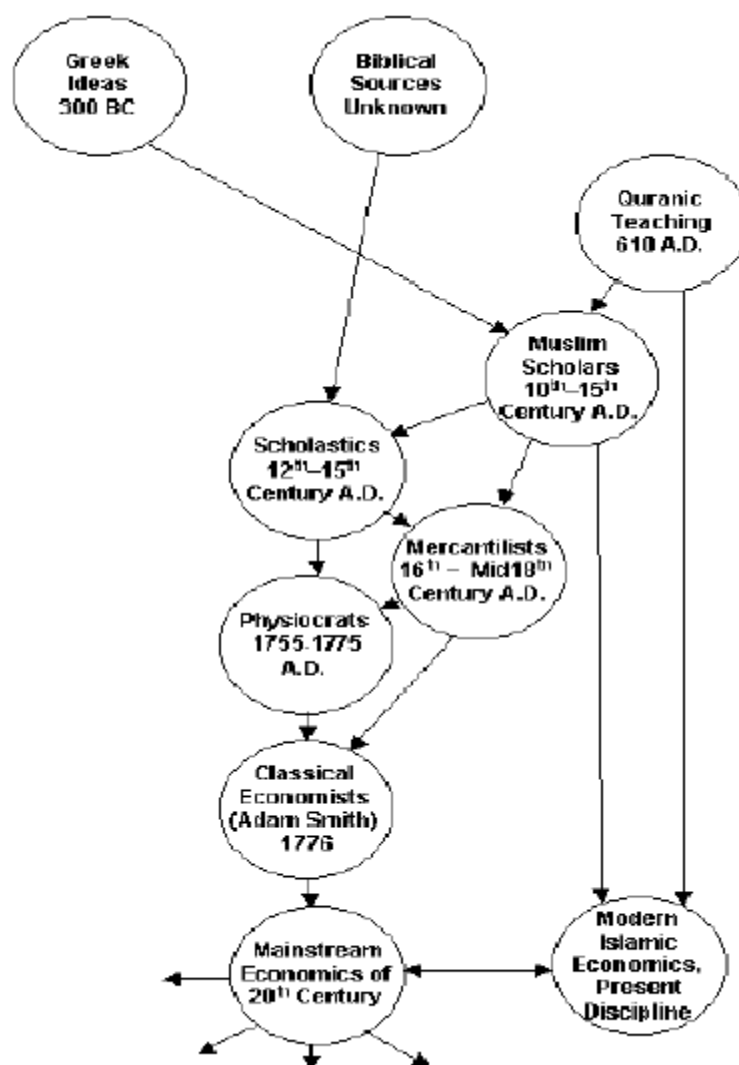 Greek
Ideas
300 BC
Biblical
Sources
Unknown
Quranic
Teaching
610 A.D.
Muslim
Scholars
10th–15th
Century A.D.
Scholastics
12th–15th
Century A.D.
Mercantilists
16th – Mid18th
Century A.D.
Physiocrats
1755-1775
A.D.
Classical
Economists
(Adam Smith)
1776
Mainstream
Economics of
20th Century
Modern
Islamic
Economics,
Present
Discipline